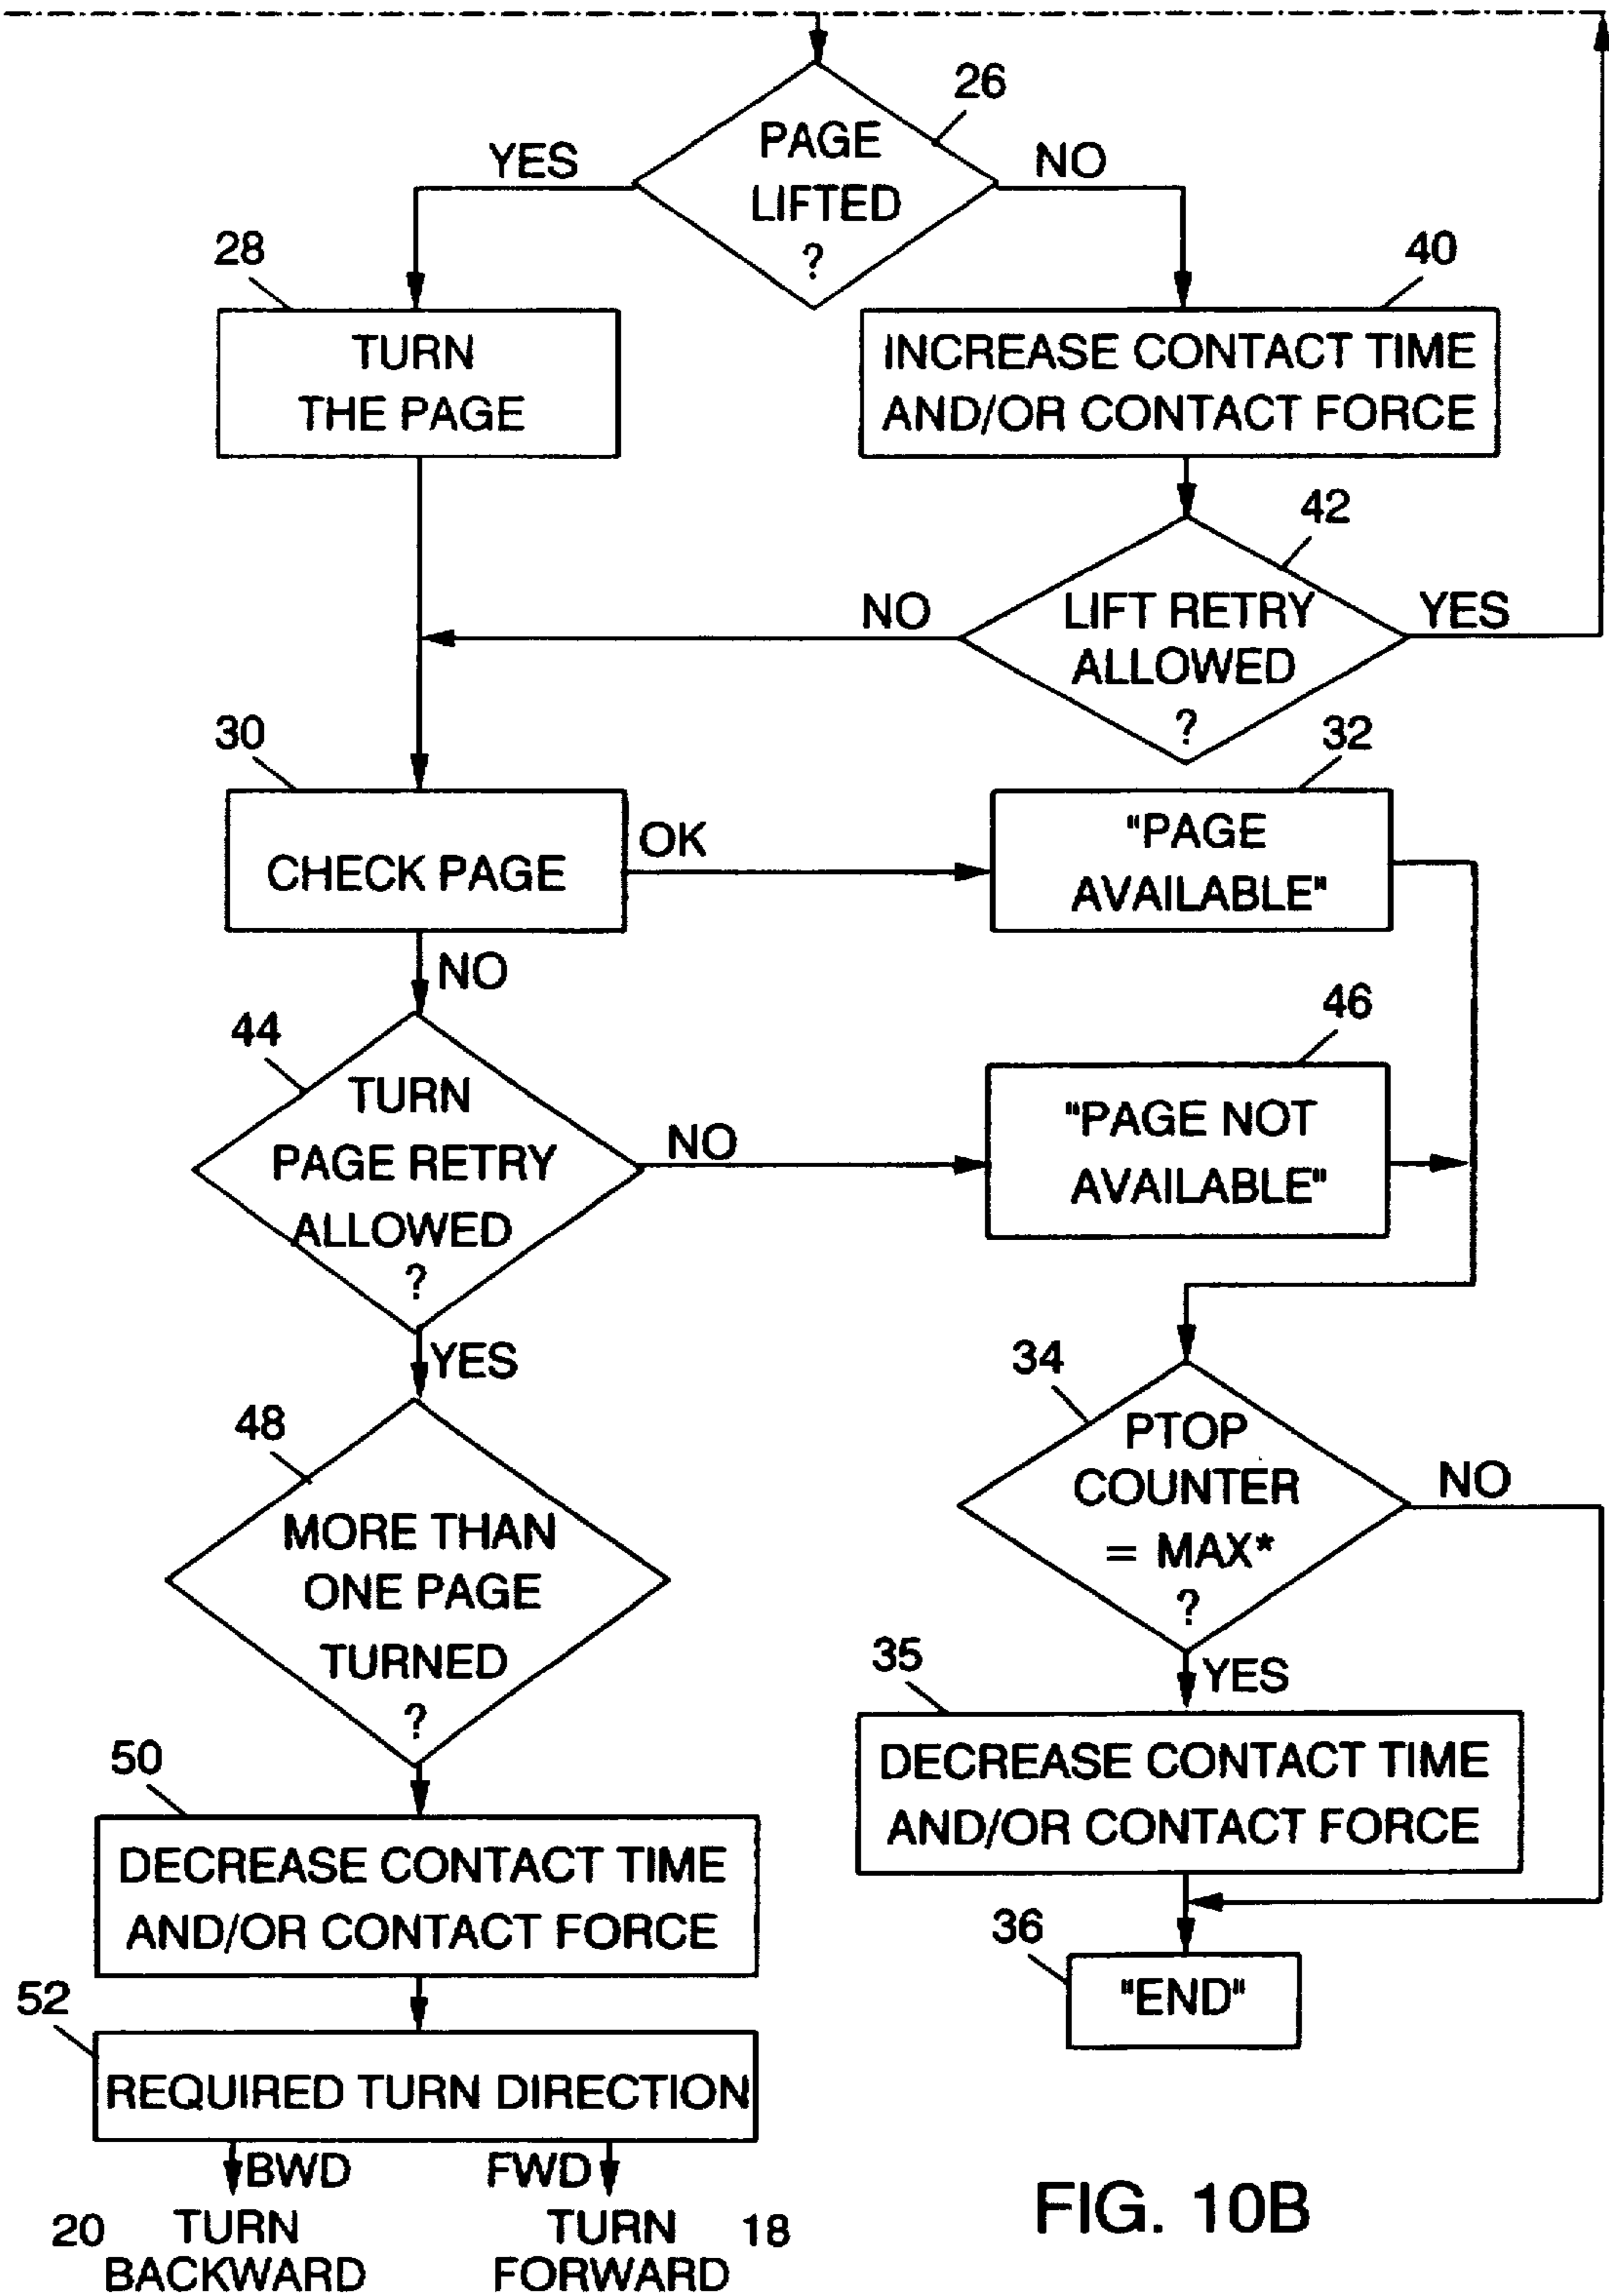 26
PAGE
LIFTED
?
YES
NO
28
TURN
THE PAGE
40
INCREASE CONTACT TIME
AND/OR CONTACT FORCE
42
LIFT RETRY
ALLOWED
?
NO
YES
30
CHECK PAGE
OK
32
"PAGE
AVAILABLE"
NO
44
TURN
PAGE RETRY
ALLOWED
?
NO
46
"PAGE NOT
AVAILABLE"
YES
48
MORE THAN
ONE PAGE
TURNED
?
34
PTOP
COUNTER
= MAX*
?
NO
YES
35
DECREASE CONTACT TIME
AND/OR CONTACT FORCE
36
"END"
50
DECREASE CONTACT TIME
AND/OR CONTACT FORCE
52
REQUIRED TURN DIRECTION
BWD
FWD
20
TURN
BACKWARD
TURN
FORWARD
18
FIG. 10B